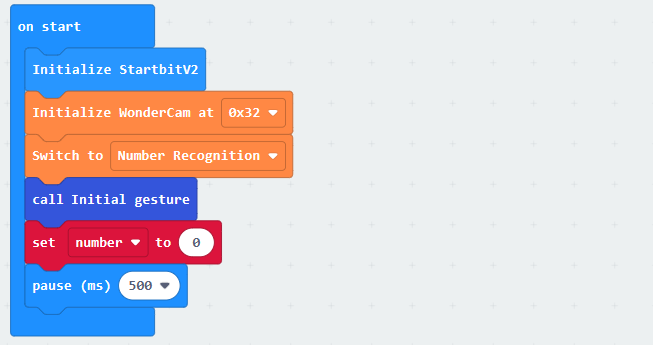 on start
Initialize StartbitV2
Initialize WonderCam at 0x32
Switch to Number Recognition
call Initial gesture
set number to 0
pause (ms) 500